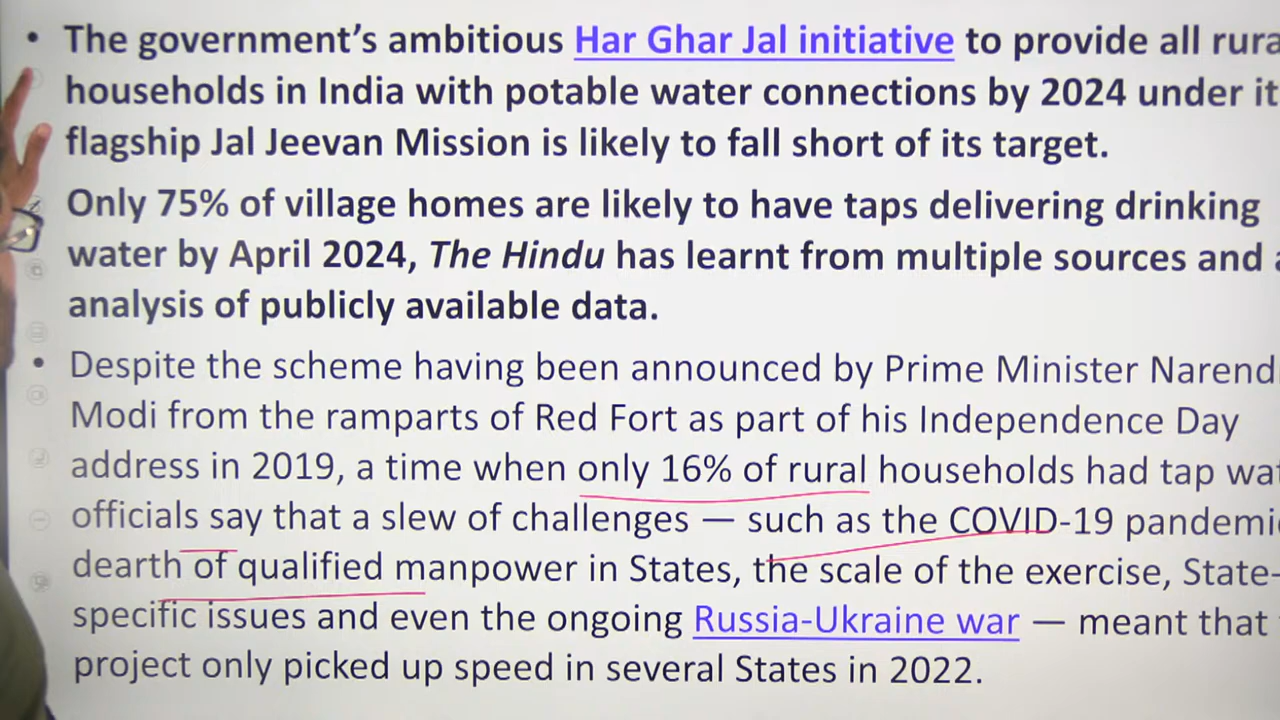 • The government's ambitious Har Ghar Jal initiative to provide all rura
households in India with potable water connections by 2024 under it
flagship Jal Jeevan Mission is likely to fall short of its target.
Only 75% of village homes are likely to have taps delivering drinking
water by April 2024, The Hindu has learnt from multiple sources and a
analysis of publicly available data.
• Despite the scheme having been announced by Prime Minister Narend
Modi from the ramparts of Red Fort as part of his Independence Day
address in 2019, a time when only 16% of rural households had tap wat
officials say that a slew of challenges — such as the COVID-19 pandemic
dearth of qualified manpower in States, the scale of the exercise, State-
specific issues and even the ongoing Russia-Ukraine war — meant that
project only picked up speed in several States in 2022.